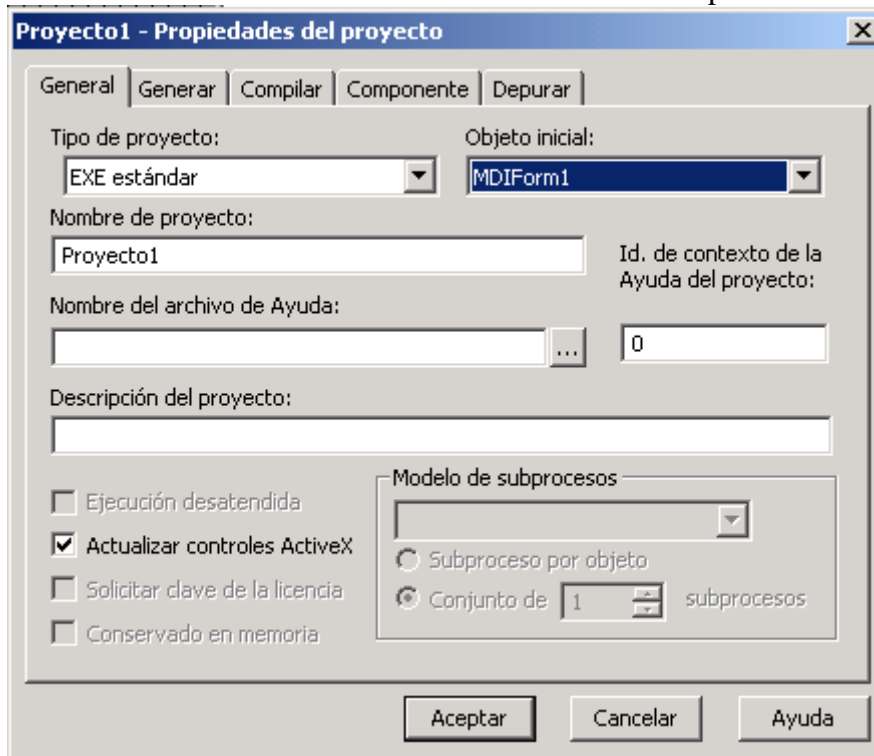 Proyecto1 - Propiedades del proyecto
General Generar Compilar Componente Depurar
Tipo de proyecto: Objeto inicial:
EXE estándar MDIForm1
Nombre de proyecto:
Proyecto1
Id. de contexto de la
Ayuda del proyecto:
Nombre del archivo de Ayuda:
... 0
Descripción del proyecto:
Modelo de subprocesos
Ejecución desatendida
Actualizar controles ActiveX
Subproceso por objeto
Solicitar clave de la licencia
Conjunto de 1 subprocesos
Conservado en memoria
Aceptar Cancelar Ayuda